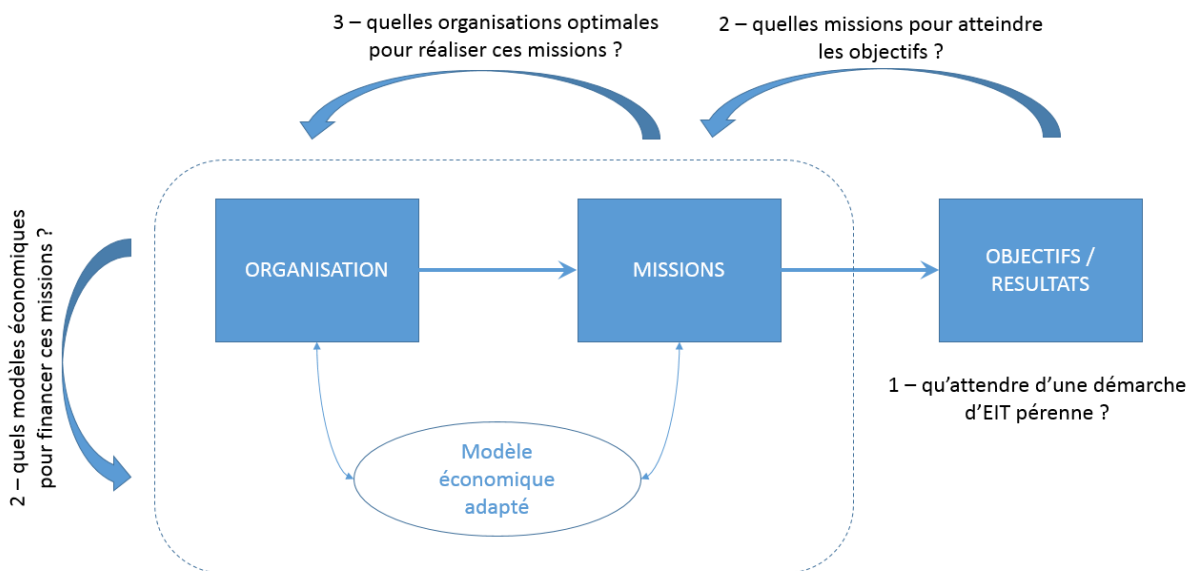 3 – quelles organisations optimales
pour réaliser ces missions ?
2 – quelles missions pour atteindre
les objectifs ?
2 – quels modèles économiques
pour financer ces missions ?
ORGANISATION
MISSIONS
OBJECTIFS /
RESULTATS
1 – qu’attendre d’une démarche
d’EIT pérenne ?
Modèle
économique
adapté